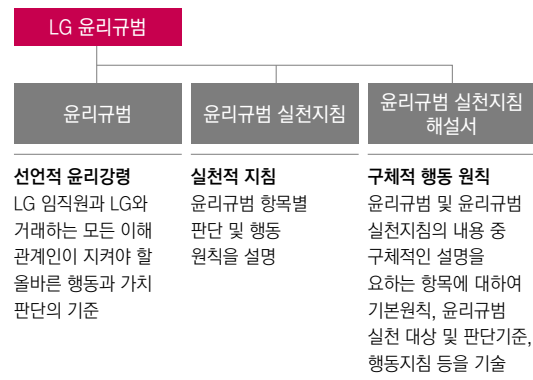 LG 윤리규범
윤리규범
윤리규범 실천지침
윤리규범 실천지침
해설서
선언적 윤리강령
LG 임직원과 LG와
거래하는 모든 이해
관계인이 지켜야 할
올바른 행동과 가치
판단의 기준
실천적 지침
윤리규범 항목별
판단 및 행동
원칙을 설명
구체적 행동 원칙
윤리규범 및 윤리규범
실천지침의 내용 중
구체적인 설명을
요하는 항목에 대하여
기본원칙, 윤리규범
실천 대상 및 판단기준,
행동지침 등을 기술